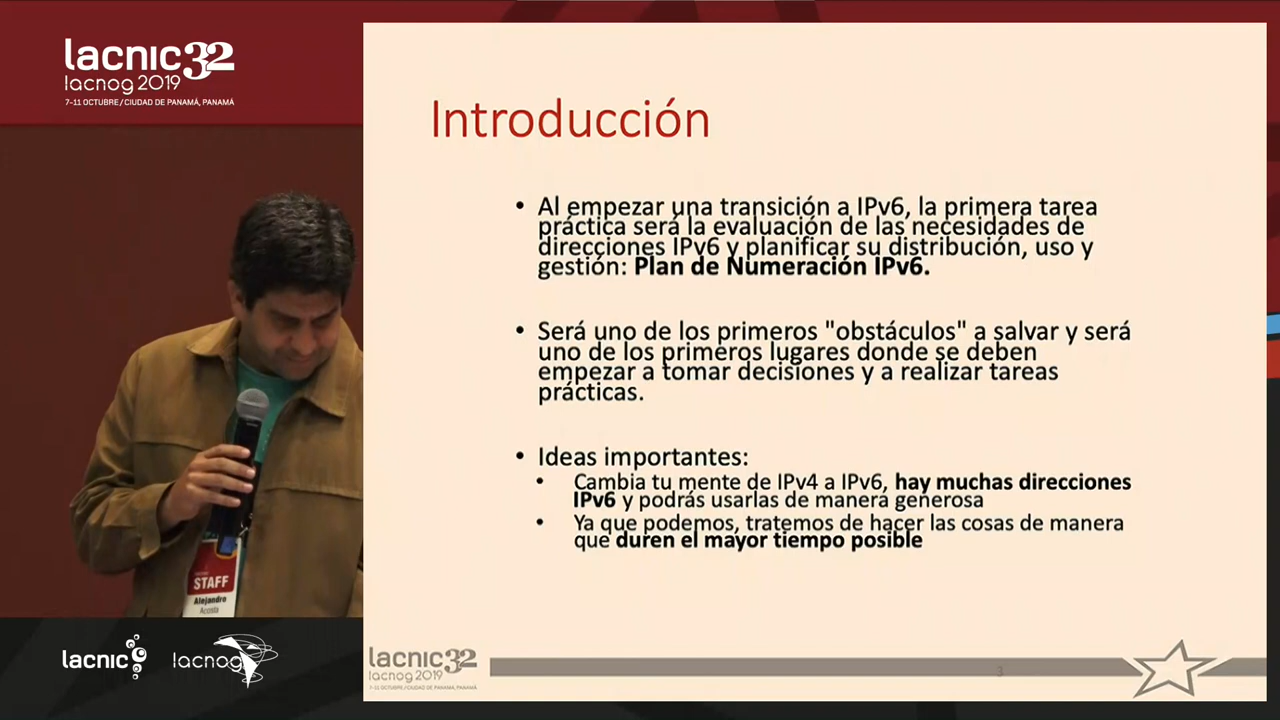 lacnic32
lacnog 2019
7-11 OCTUBRE / CIUDAD DE PANAMÁ, PANAMÁ
Introducción
• Al empezar una transición a IPv6, la primera tarea
práctica será la evaluación de las necesidades de
direcciones IPv6 y planificar su distribución, uso y
gestión: Plan de Numeración IPv6.
• Será uno de los primeros "obstáculos" a salvar y será
uno de los primeros lugares donde se deben
empezar a tomar decisiones y a realizar tareas
prácticas.
• Ideas importantes:
• Cambia tu mente de IPv4 a IPv6, hay muchas direcciones
IPv6 y podrás usarlas de manera generosa
• Ya que podemos, tratemos de hacer las cosas de manera
que duren el mayor tiempo posible
STAFF
Alejandro
Acosta
lacnic
lacnog
lacnic32
lacnog 2019
7-11 OCTUBRE / CIUDAD DE PANAMÁ, PANAMÁ
3